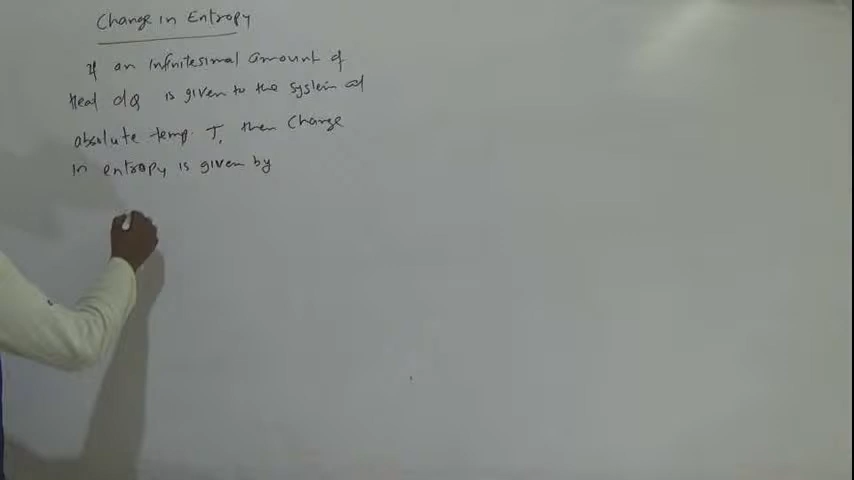 Change in Entropy
If an infinitesimal amount of
Heat dQ is given to the system at
absolute temp. T, then Change
in entropy is given by